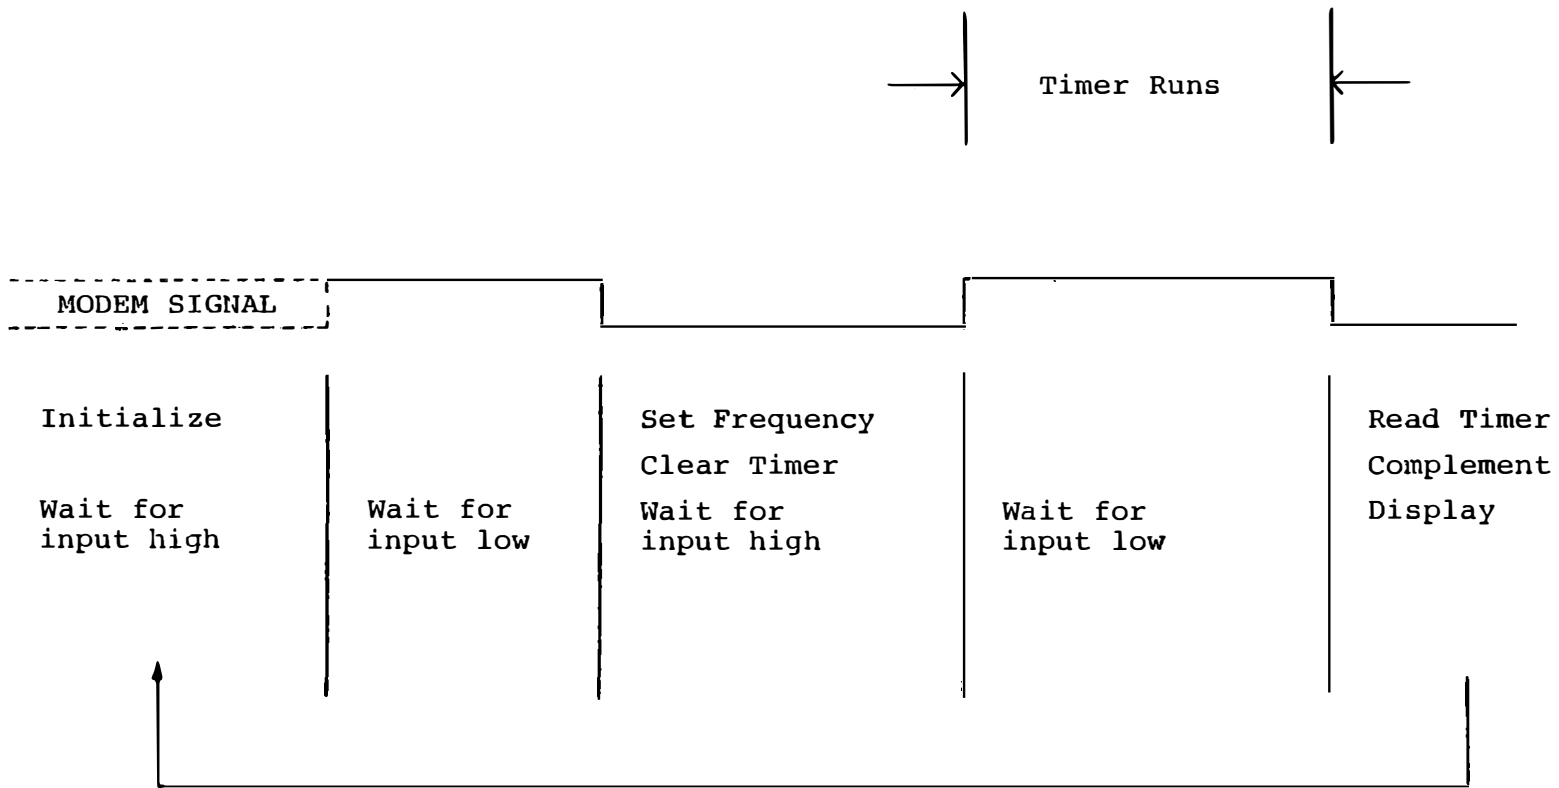 Timer Runs
MODEM SIGNAL
Initialize
Wait for
input high
Wait for
input low
Set Frequency
Clear Timer
Wait for
input high
Wait for
input low
Read Timer
Complement
Display